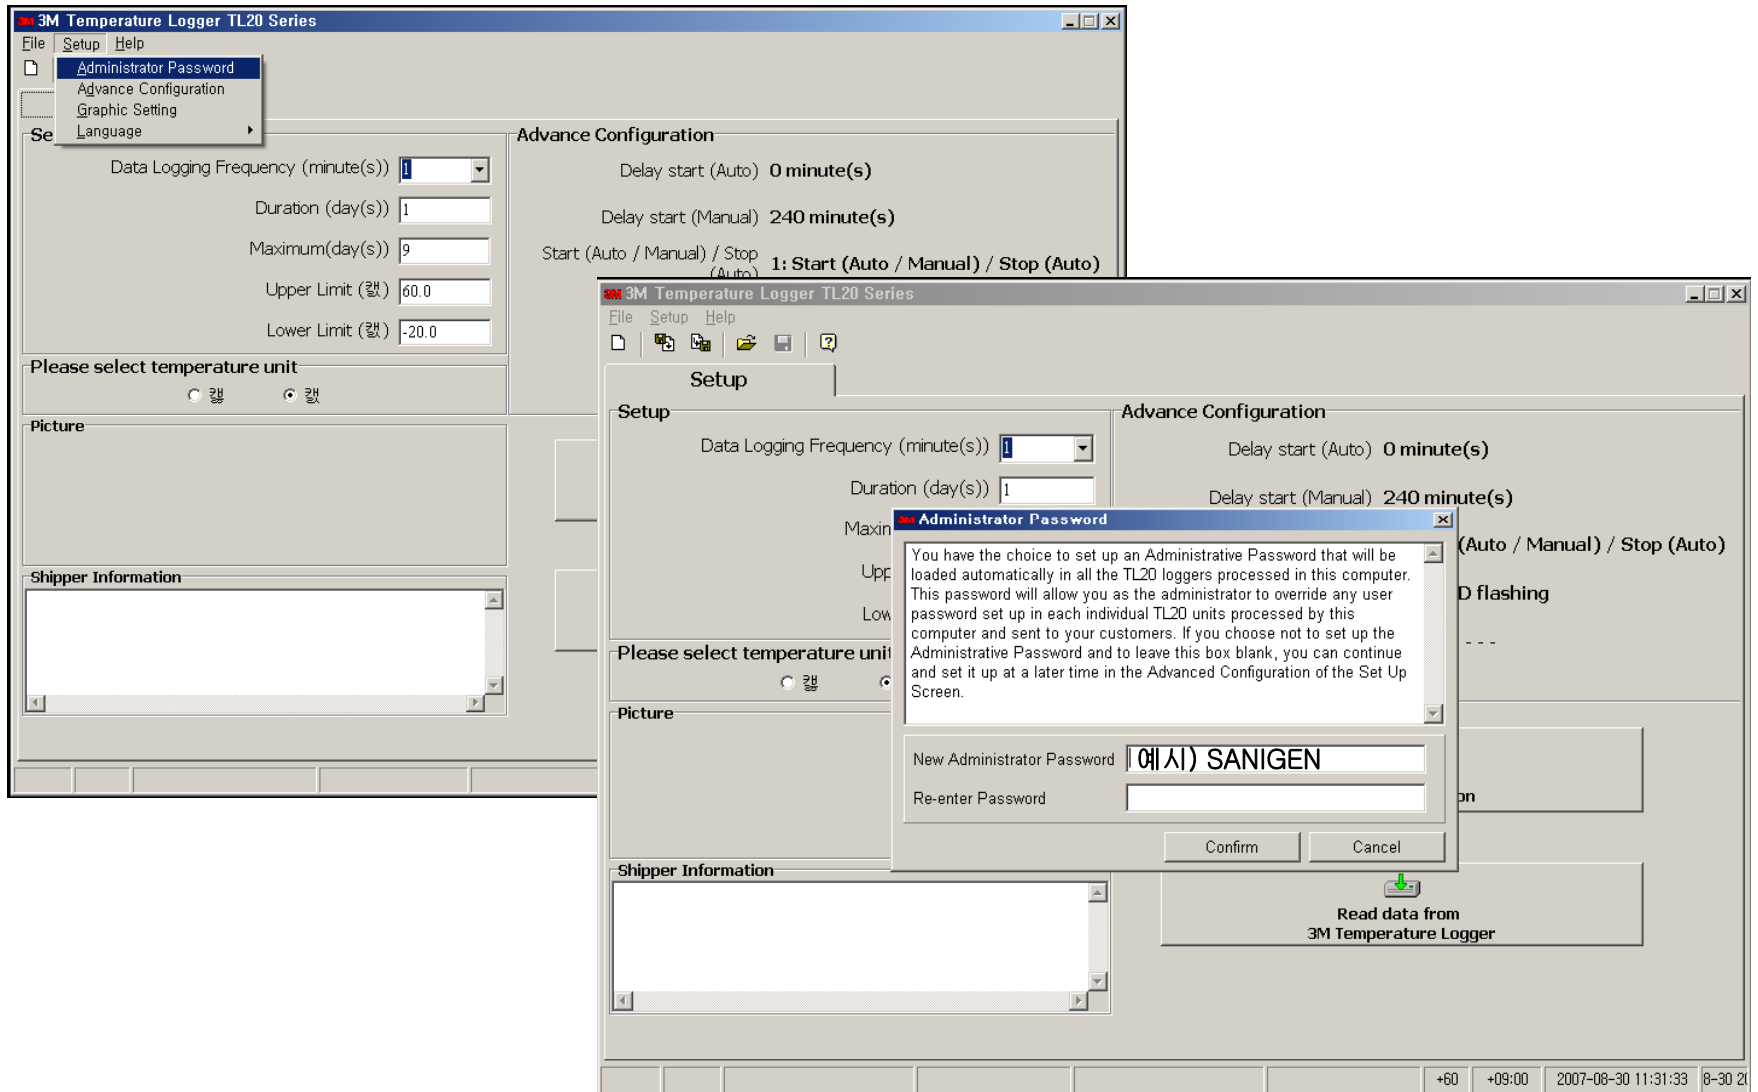 3M 3M Temperature Logger TL20 Series
File Setup Help
Administrator Password
Advance Configuration
Graphic Setting
Language
Data Logging Frequency (minute(s)) 1
Duration (day(s)) 1
Maximum(day(s)) 9
Upper Limit (캜) 60.0
Lower Limit (캜) -20.0
Please select temperature unit
Picture
Shipper Information
Advance Configuration
Delay start (Auto) 0 minute(s)
Delay start (Manual) 240 minute(s)
Start (Auto / Manual) / Stop (Auto) 1: Start (Auto / Manual) / Stop (Auto)
3M 3M Temperature Logger TL20 Series
File Setup Help
Setup
Setup
Data Logging Frequency (minute(s)) 1
Duration (day(s)) 1
Please select temperature unit
Picture
Shipper Information
Advance Configuration
Delay start (Auto) 0 minute(s)
Delay start (Manual) 240 minute(s)
(Auto / Manual) / Stop (Auto)
D flashing
- - -
3M Administrator Password
You have the choice to set up an Administrative Password that will be
loaded automatically in all the TL20 loggers processed in this computer.
This password will allow you as the administrator to override any user
password set up in each individual TL20 units processed by this
computer and sent to your customers. If you choose not to set up the
Administrative Password and to leave this box blank, you can continue
and set it up at a later time in the Advanced Configuration of the Set Up
Screen.
New Administrator Password 예시) SANIGEN
Re-enter Password
Confirm Cancel
on
Read data from
3M Temperature Logger
+60 +09:00 2007-08-30 11:31:33